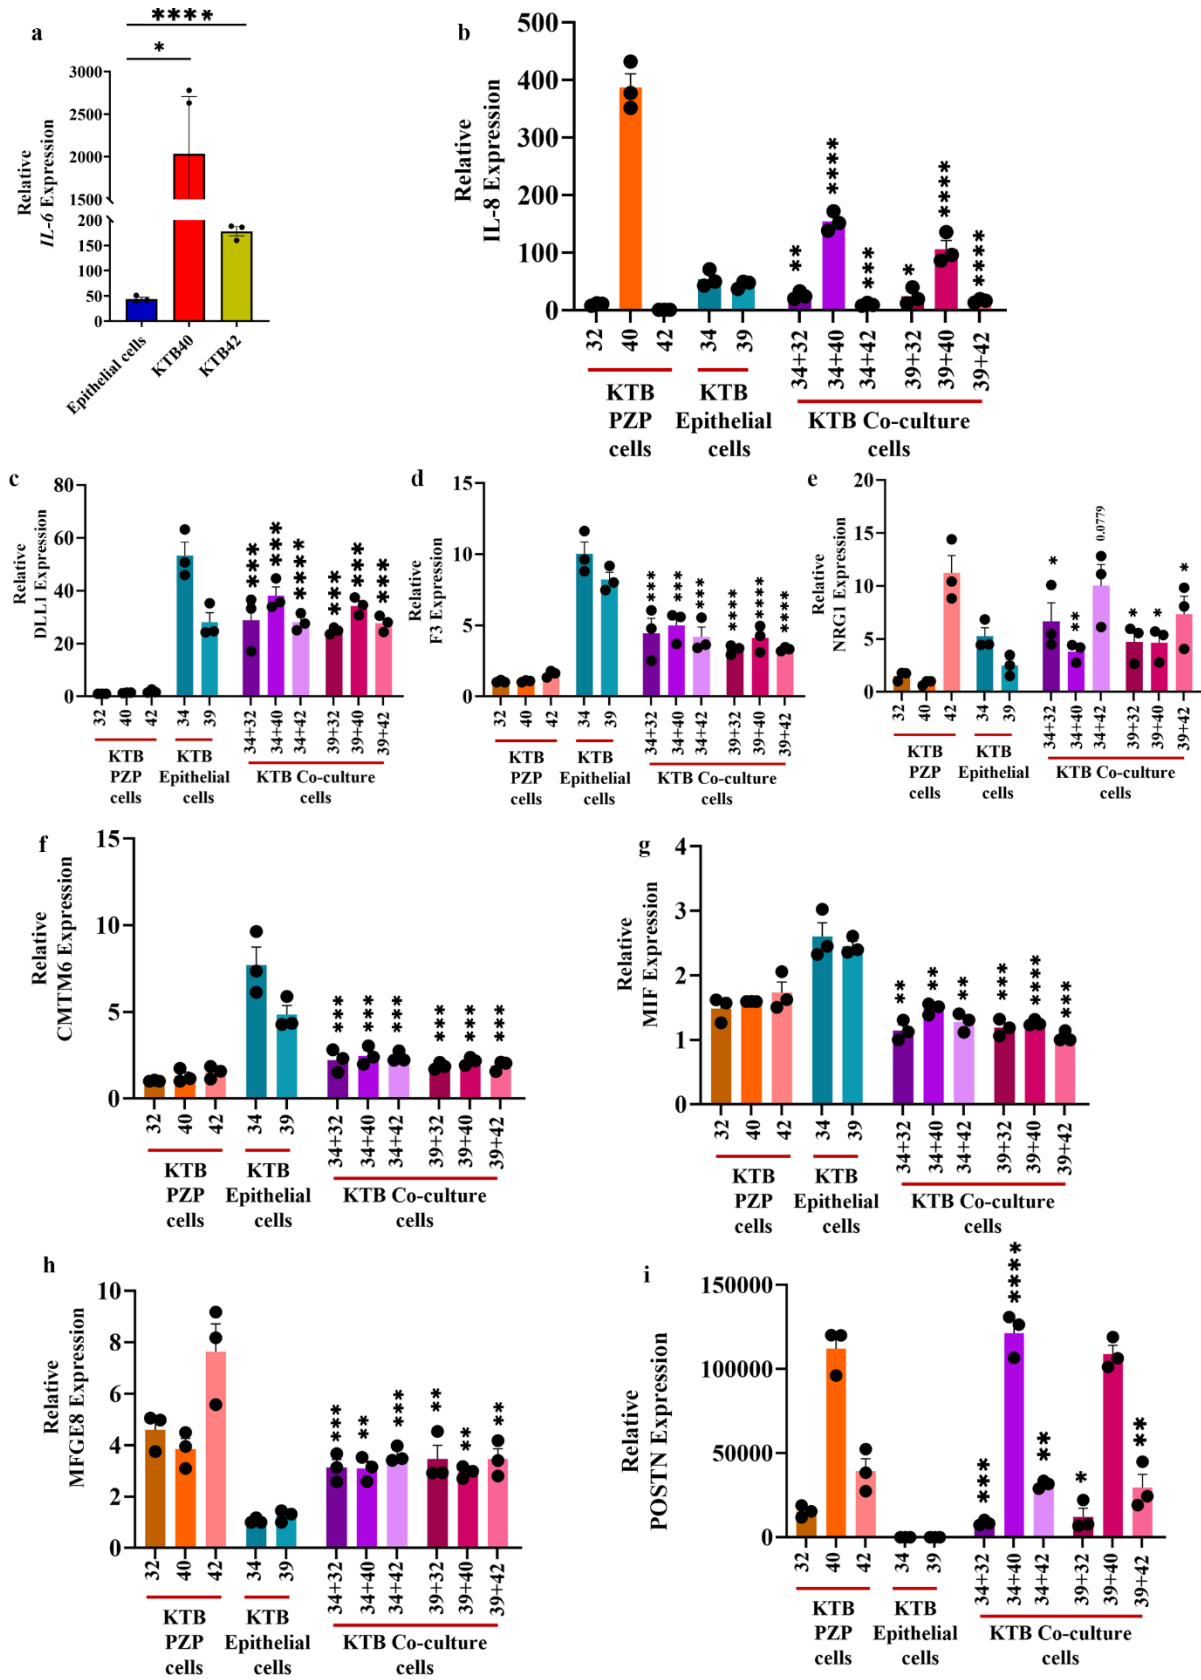 a
****
*
Relative
IL-6 Expression
3000
2500
2000
1500
200
150
100
50
0
Epithelial cells
KTB40
KTB42
b
Relative
IL-8 Expression
500
400
300
200
100
0
**
****
***
*
****
****
32
40
42
34
39
34+32
34+40
34+42
39+32
39+40
39+42
KTB
PZP
cells
KTB
Epithelial
cells
KTB Co-culture
cells
c
Relative
DLL1 Expression
80
60
40
20
0
***
***
****
***
***
***
32
40
42
34
39
34+32
34+40
34+42
39+32
39+40
39+42
KTB
PZP
cells
KTB
Epithelial
cells
KTB Co-culture
cells
d
Relative
F3 Expression
15
10
5
0
***
***
***
****
****
****
32
40
42
34
39
34+32
34+40
34+42
39+32
39+40
39+42
KTB
PZP
cells
KTB
Epithelial
cells
KTB Co-culture
cells
e
Relative
NRG1 Expression
20
15
10
5
0
*
**
0.0779
*
*
*
32
40
42
34
39
34+32
34+40
34+42
39+32
39+40
39+42
KTB
PZP
cells
KTB
Epithelial
cells
KTB Co-culture
cells
f
Relative
CMTM6 Expression
15
10
5
0
***
***
***
***
***
***
32
40
42
34
39
34+32
34+40
34+42
39+32
39+40
39+42
KTB
PZP
cells
KTB
Epithelial
cells
KTB Co-culture
cells
g
Relative
MIF Expression
4
3
2
1
0
**
**
**
***
****
****
32
40
42
34
39
34+32
34+40
34+42
39+32
39+40
39+42
KTB
PZP
cells
KTB
Epithelial
cells
KTB Co-culture
cells
h
Relative
MFGE8 Expression
10
8
6
4
2
0
***
**
***
**
**
**
32
40
42
34
39
34+32
34+40
34+42
39+32
39+40
39+42
KTB
PZP
cells
KTB
Epithelial
cells
KTB Co-culture
cells
i
Relative
POSTN Expression
150000
100000
50000
0
***
****
**
*
**
32
40
42
34
39
34+32
34+40
34+42
39+32
39+40
39+42
KTB
PZP
cells
KTB
Epithelial
cells
KTB Co-culture
cells